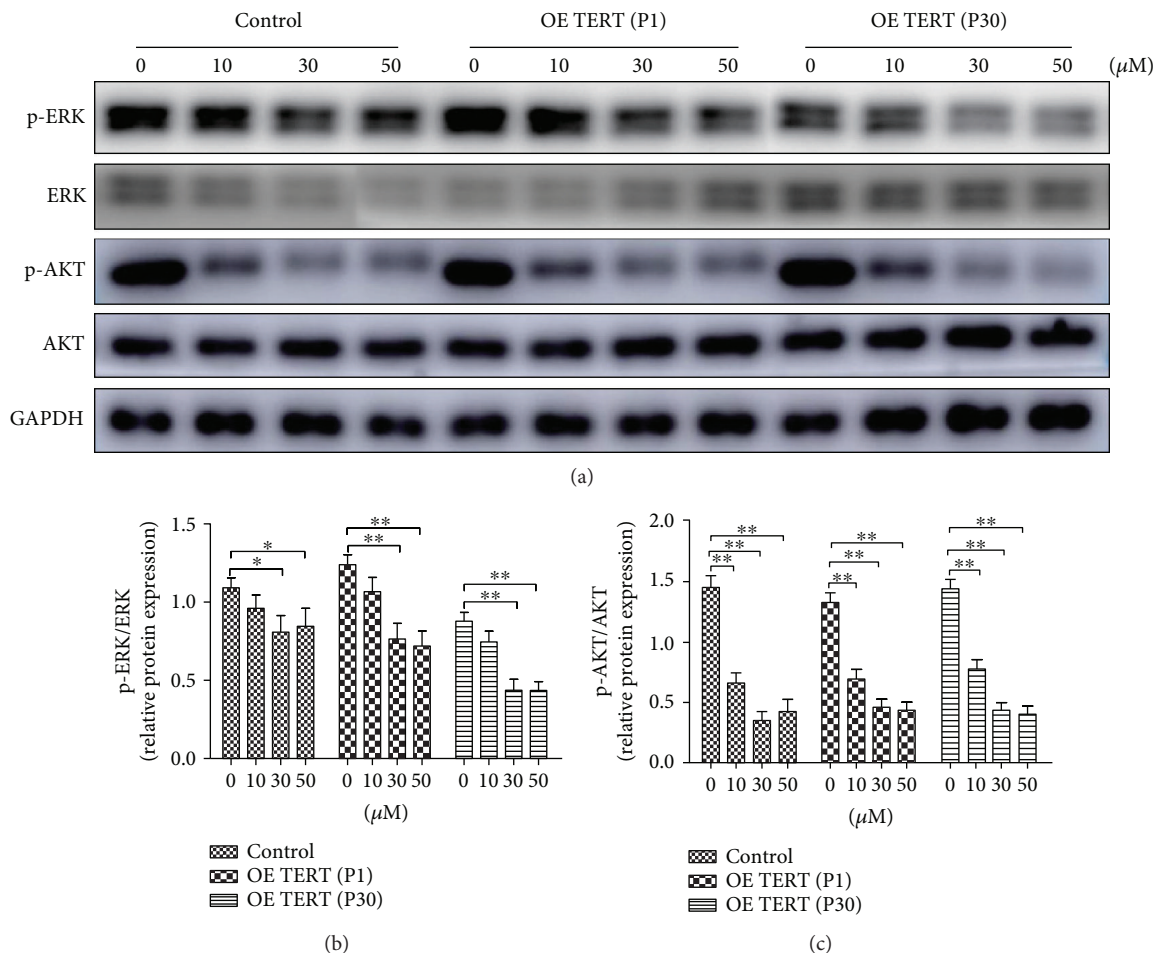 Control OE TERT (P1) OE TERT (P30)
0 10 30 50 0 10 30 50 0 10 30 50 (μM)
p-ERK
ERK
p-AKT
AKT
GAPDH
(a)
p-ERK/ERK
(relative protein expression)
1.5
1.0
0.5
0.0
* *
** **
** **
0 10 30 50 0 10 30 50 0 10 30 50
(μM)
Control
OE TERT (P1)
OE TERT (P30)
(b)
p-AKT/AKT
(relative protein expression)
2.0
1.5
1.0
0.5
0.0
** ** **
** ** **
** ** **
0 10 30 50 0 10 30 50 0 10 30 50
(μM)
Control
OE TERT (P1)
OE TERT (P30)
(c)